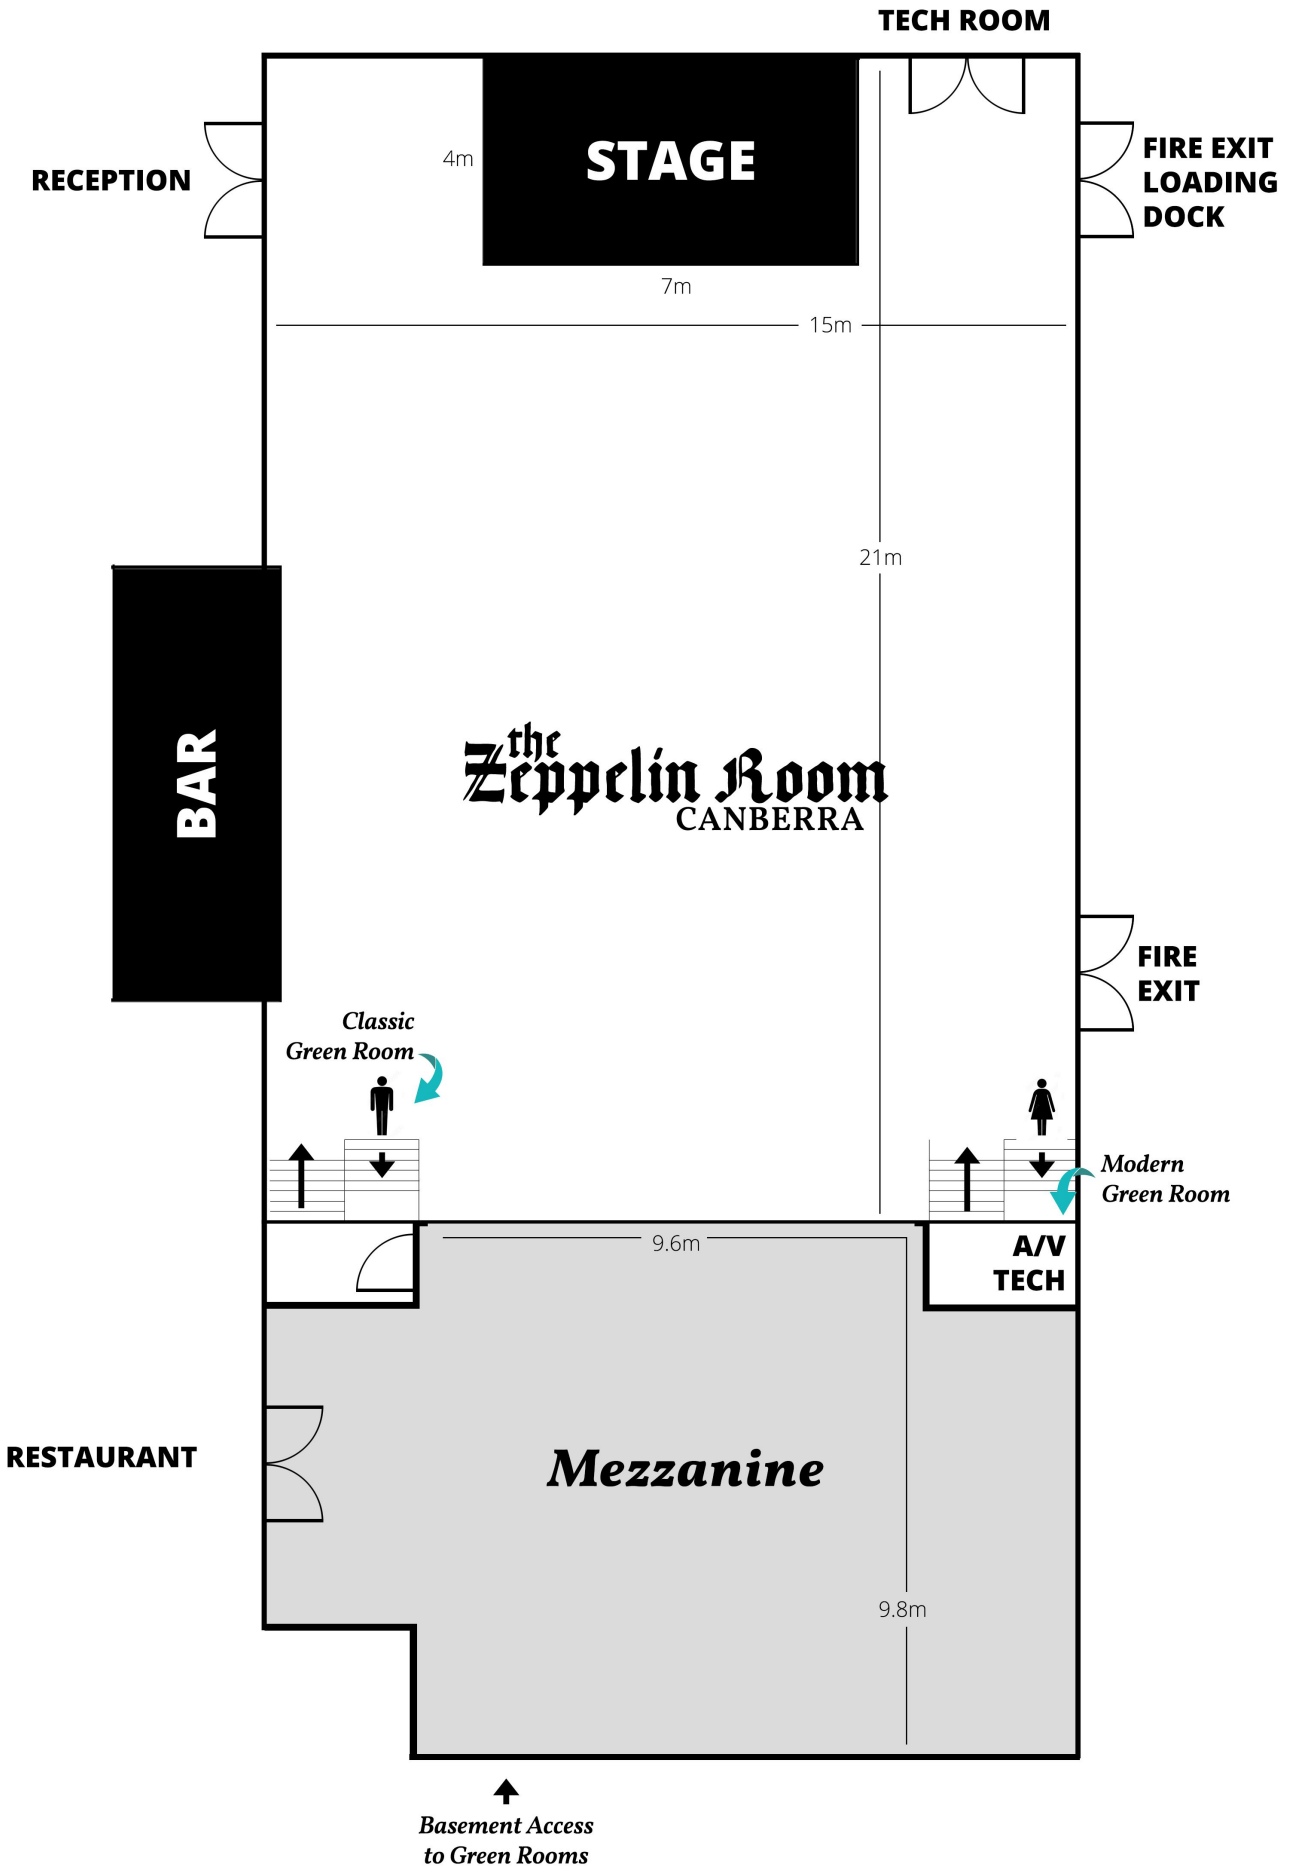 TECH ROOM
STAGE
4m
RECEPTION
FIRE EXIT
LOADING
DOCK
7m
15m
21m
BAR
the
Zeppelin Room
CANBERRA
FIRE
EXIT
Classic
Green Room
Modern
Green Room
9.6m
A/V
TECH
RESTAURANT
Mezzanine
9.8m
Basement Access
to Green Rooms